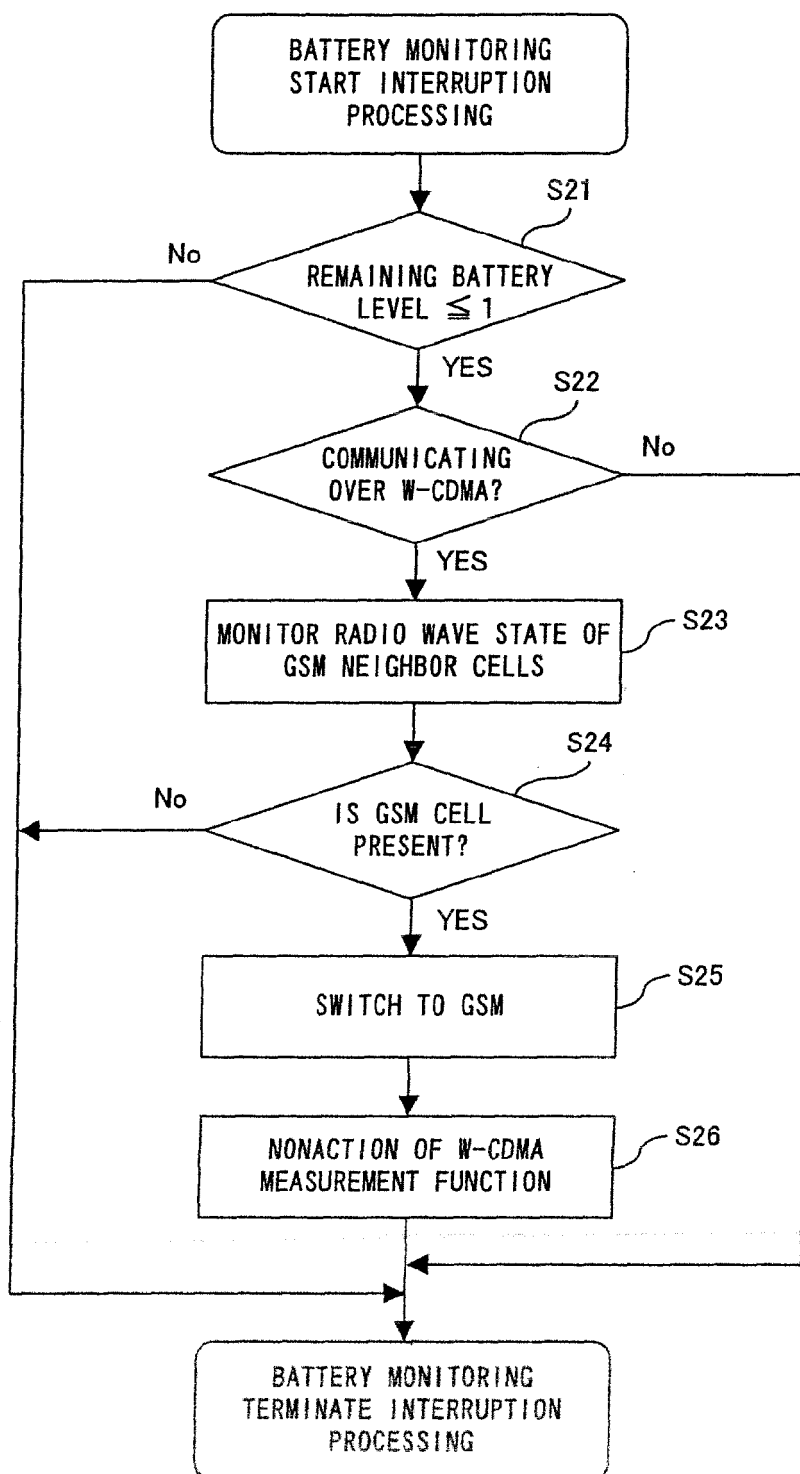 BATTERY MONITORING
START INTERRUPTION
PROCESSING
S21
No
REMAINING BATTERY
LEVEL ≦ 1
YES
S22
No
COMMUNICATING
OVER W-CDMA?
YES
MONITOR RADIO WAVE STATE OF
GSM NEIGHBOR CELLS
S23
S24
No
IS GSM CELL
PRESENT?
YES
SWITCH TO GSM
S25
NONACTION OF W-CDMA
MEASUREMENT FUNCTION
S26
BATTERY MONITORING
TERMINATE INTERRUPTION
PROCESSING